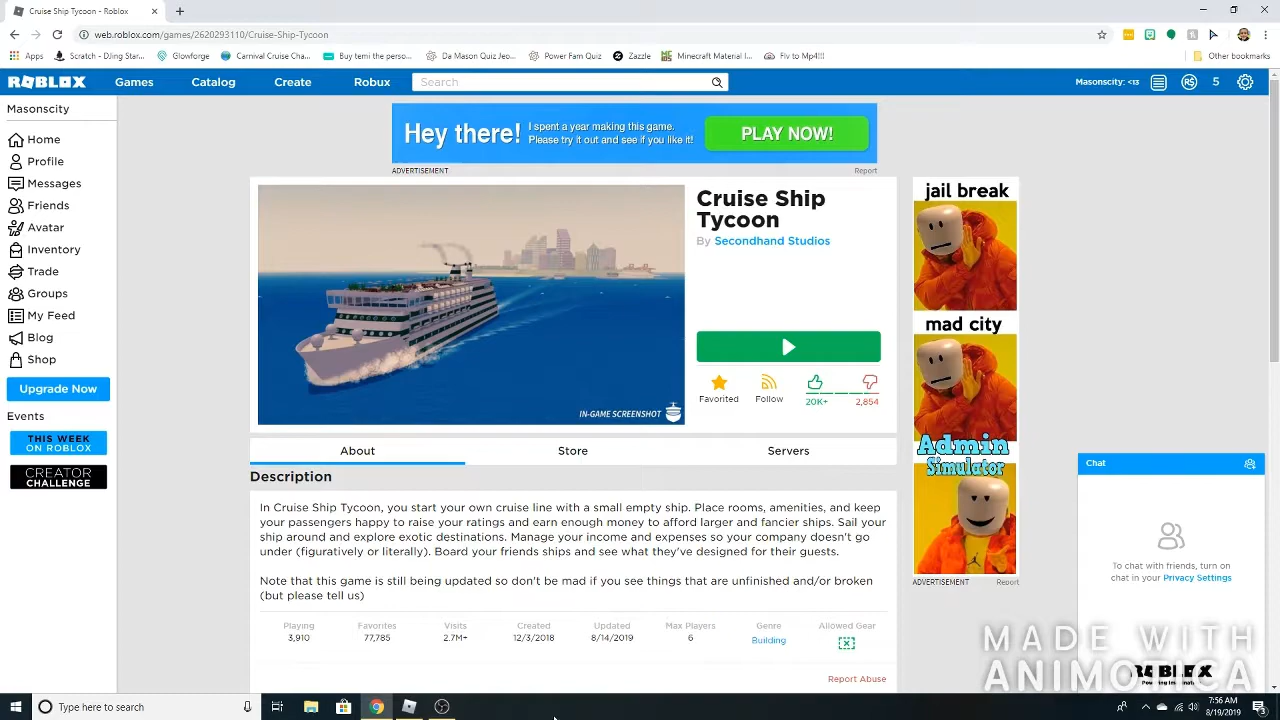 Cruise Ship Tycoon - Roblox
web.roblox.com/games/2620293110/Cruise-Ship-Tycoon
Apps
Scratch - DJing Star...
Glowforge
Carnival Cruise Cha...
Buy temi the perso...
Da Mason Quiz Jeo...
Power Fam Quiz
Zazzle
Minecraft Material I...
Flv to Mp4!!!
Other bookmarks
ROBLOX
Games
Catalog
Create
Robux
Search
Masonscity: <13
5
Masonscity
Home
Profile
Messages
Friends
Avatar
Inventory
Trade
Groups
My Feed
Blog
Shop
Upgrade Now
Events
THIS WEEK
ON ROBLOX
CREATOR
CHALLENGE
Hey there!
I spent a year making this game.
Please try it out and see if you like it!
PLAY NOW!
ADVERTISEMENT
Report
IN-GAME SCREENSHOT
Cruise Ship
Tycoon
By Secondhand Studios
Favorited
Follow
20K+
2,854
About
Store
Servers
Description
In Cruise Ship Tycoon, you start your own cruise line with a small empty ship. Place rooms, amenities, and keep
your passengers happy to raise your ratings and earn enough money to afford larger and fancier ships. Sail your
ship around and explore exotic destinations. Manage your income and expenses so your company doesn't go
under (figuratively or literally). Board your friends ships and see what they've designed for their guests.
Note that this game is still being updated so don't be mad if you see things that are unfinished and/or broken
(but please tell us)
Playing
3,910
Favorites
77,785
Visits
2.7M+
Created
12/3/2018
Updated
8/14/2019
Max Players
6
Genre
Building
Allowed Gear
Report Abuse
jail break
mad city
Admin
Simulator
ADVERTISEMENT
Report
Chat
To chat with friends, turn on
chat in your Privacy Settings
MADE WITH
ANIMOTICA
ROBLOX
Type here to search
7:56 AM
8/19/2019
3